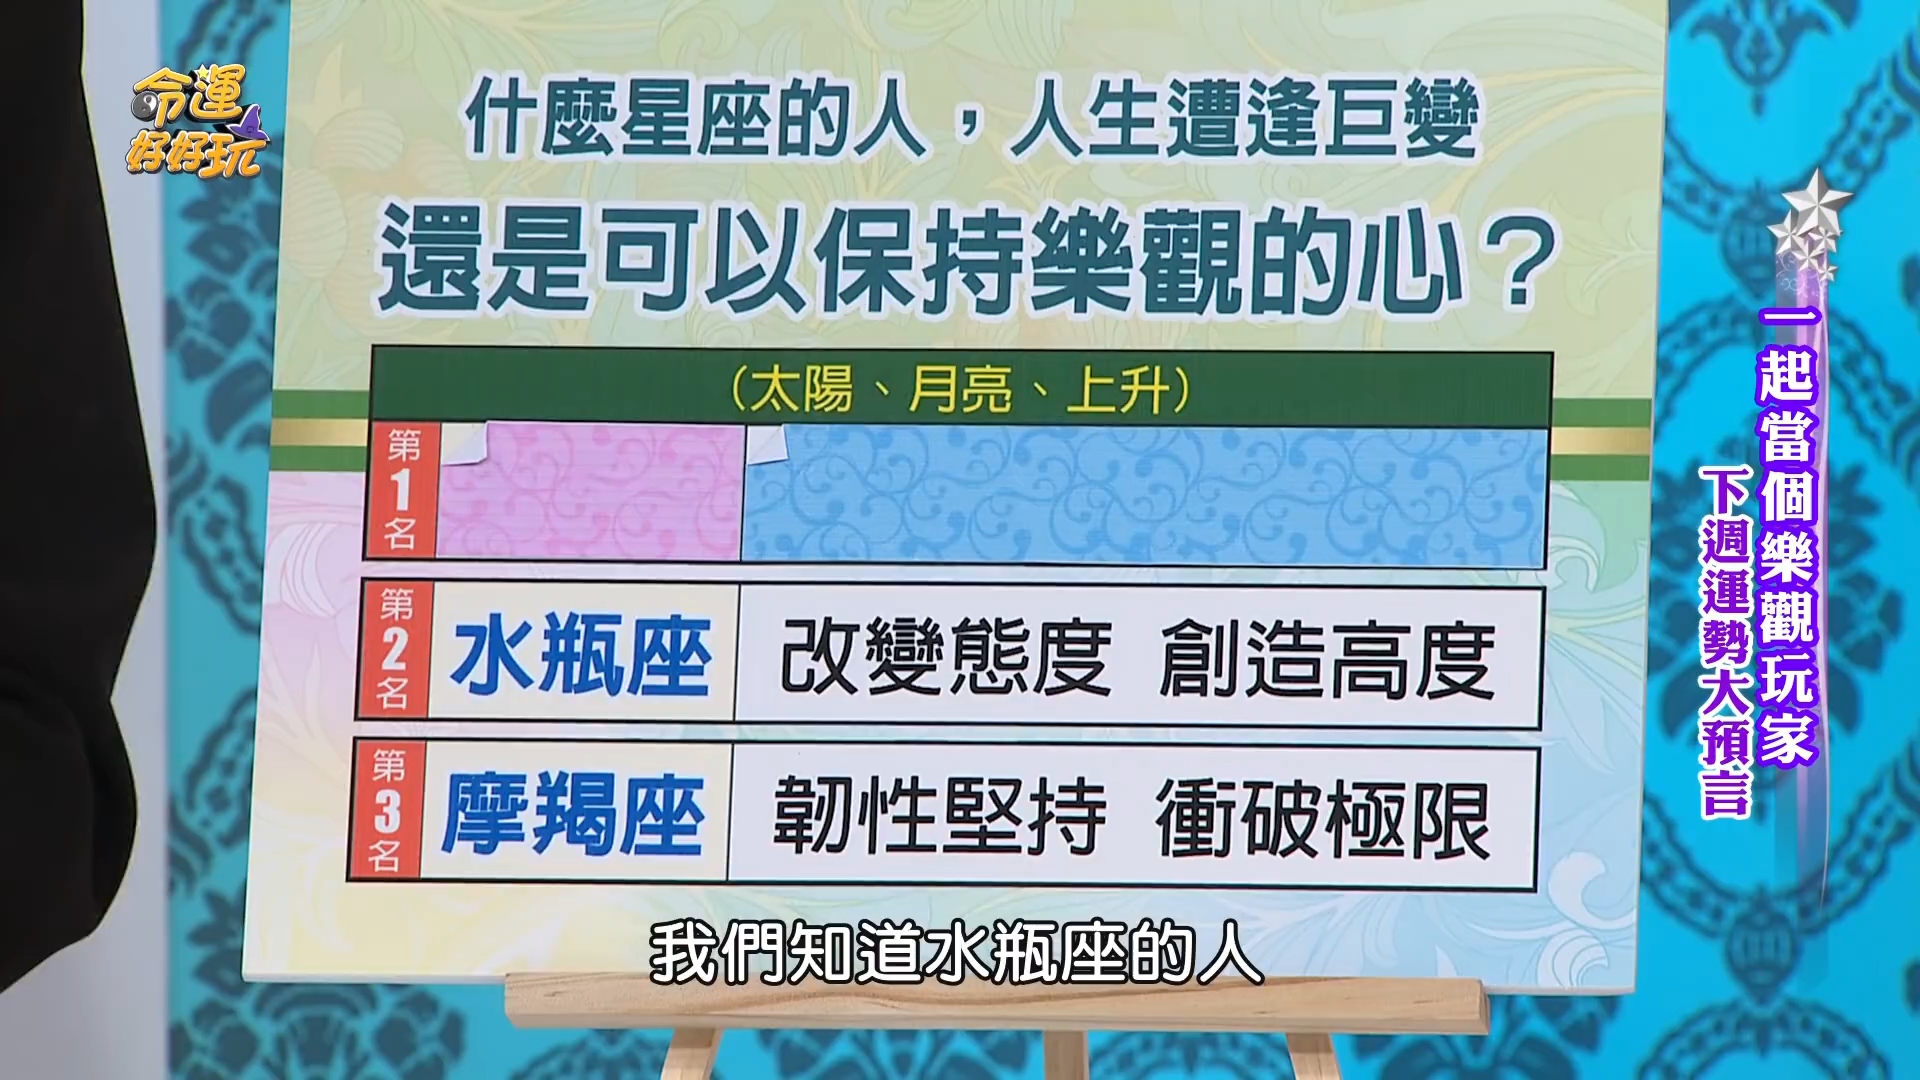 命運
好好玩
什麼星座的人，人生遭逢巨變
還是可以保持樂觀的心？
（太陽、月亮、上升）
第1名
第2名 水瓶座 改變態度 創造高度
第3名 摩羯座 韌性堅持 衝破極限
我們知道水瓶座的人
一起當個樂觀玩家
下週運勢大預言